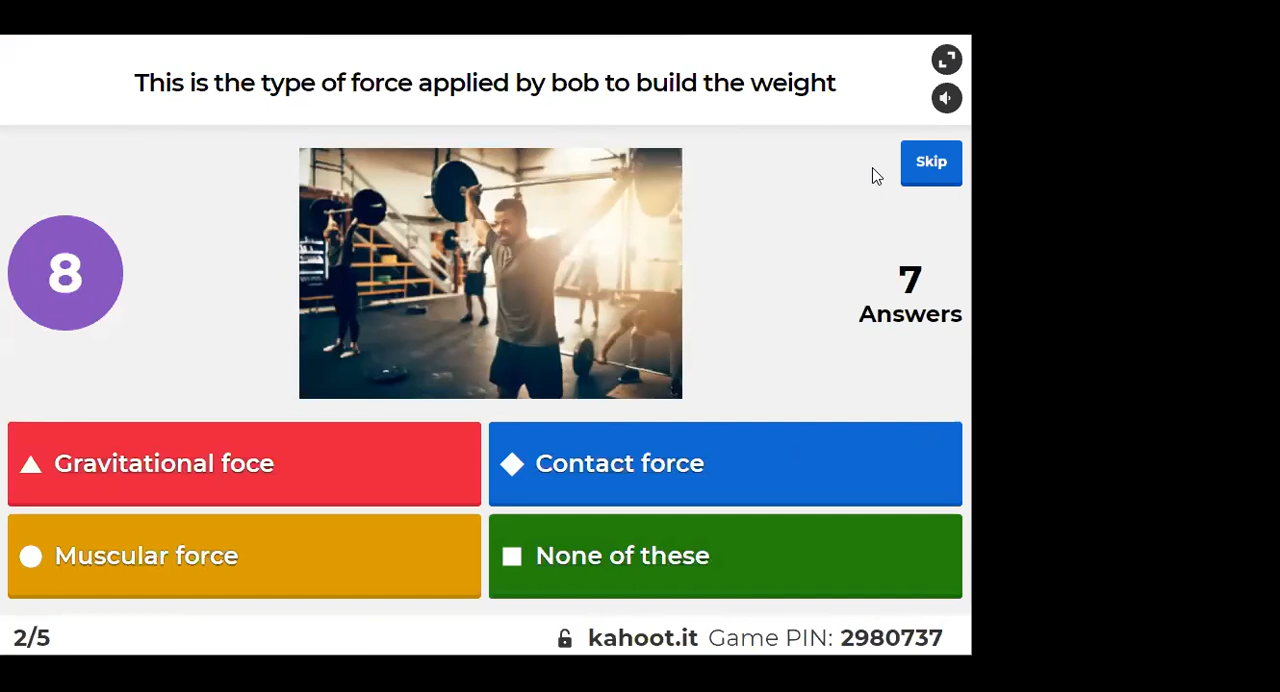 This is the type of force applied by bob to build the weight
Skip
8
7
Answers
Gravitational foce
Contact force
Muscular force
None of these
2/5
kahoot.it Game PIN: 2980737